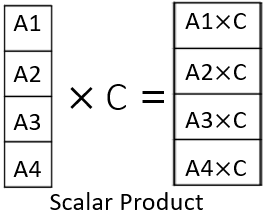 A1 A1×C
A2 A2×C
× C =
A3 A3×C
A4 A4×C
Scalar Product